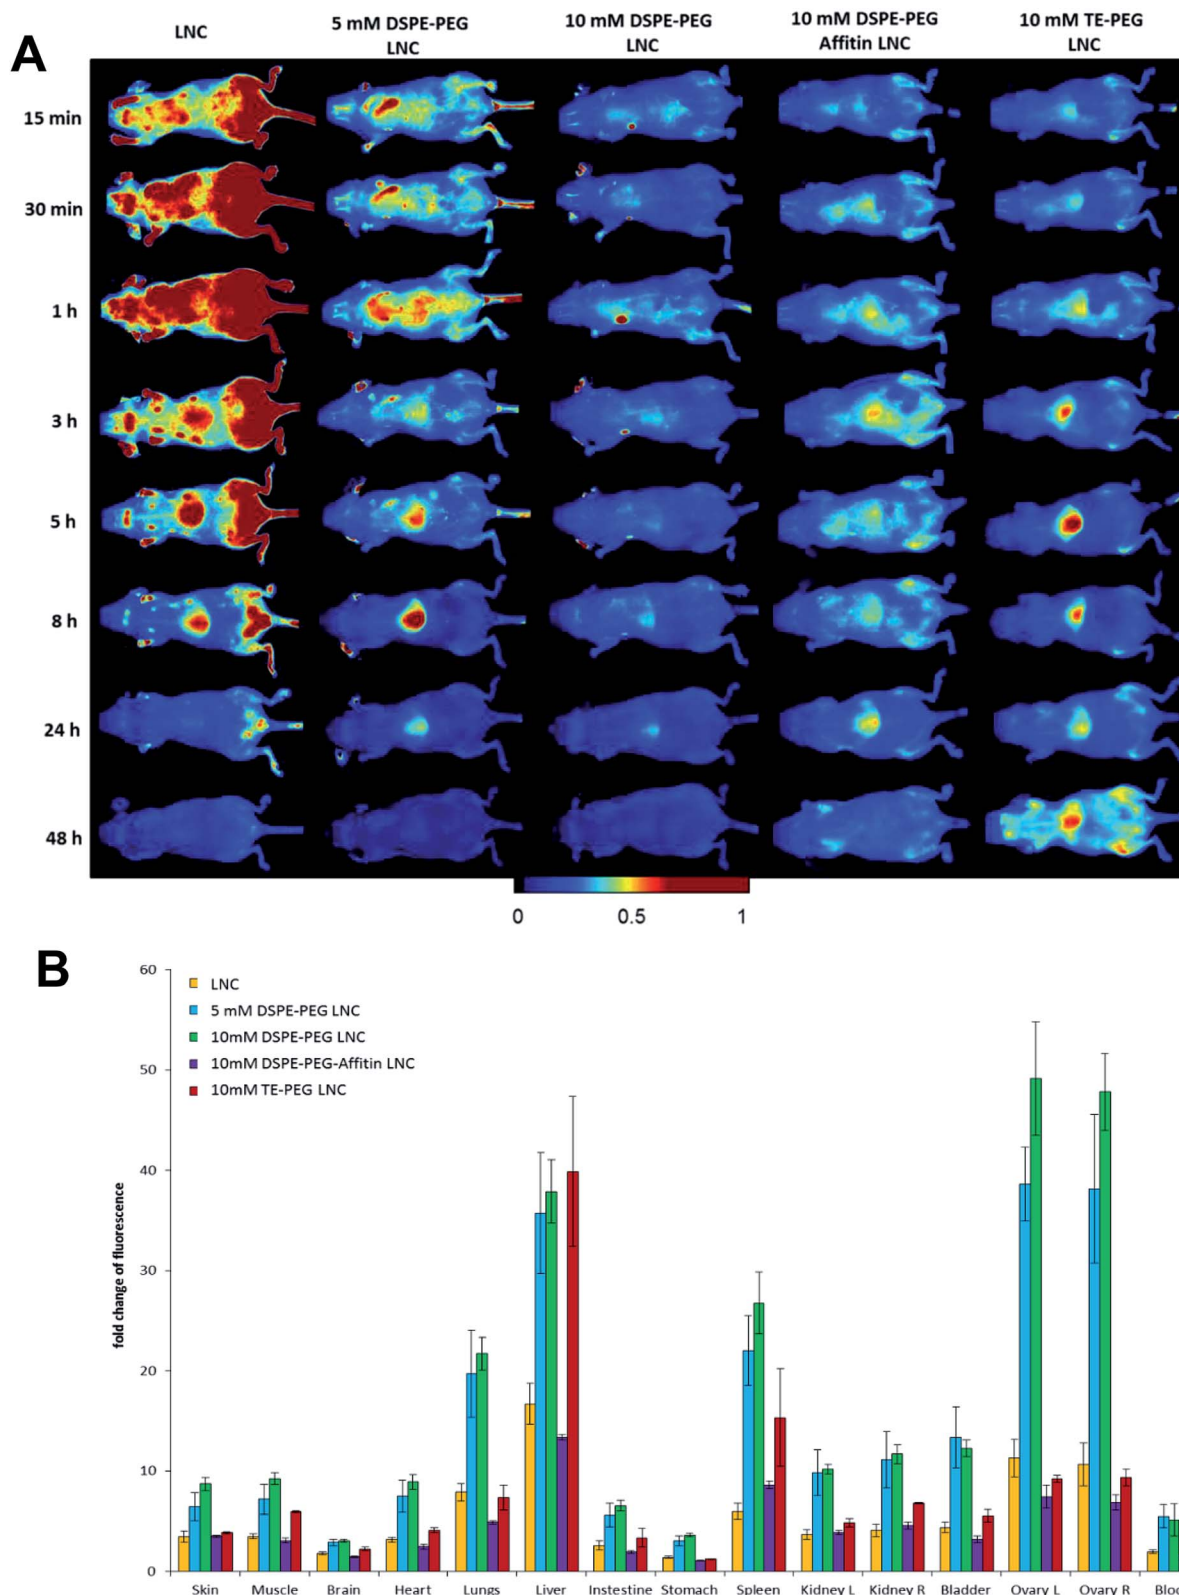 A
LNC
5 mM DSPE-PEG
LNC
10 mM DSPE-PEG
LNC
10 mM DSPE-PEG
Affitin LNC
10 mM TE-PEG
LNC
15 min
30 min
1 h
3 h
5 h
8 h
24 h
48 h
0 0.5 1
B
60
50
40
30
20
10
0
fold change of fluorescence
LNC
5 mM DSPE-PEG LNC
10mM DSPE-PEG LNC
10mM DSPE-PEG-Affitin LNC
10mM TE-PEG LNC
Skin Muscle Brain Heart Lungs Liver Instestine Stomach Spleen Kidney L Kidney R Bladder Ovary L Ovary R